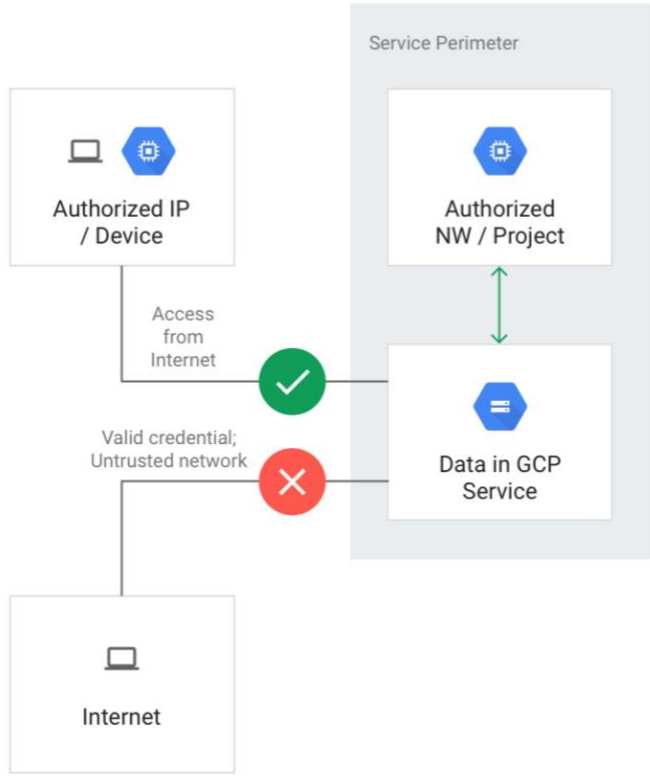 Service Perimeter
Authorized IP
/ Device
Authorized
NW / Project
Access
from
Internet
Valid credential;
Untrusted network
Data in GCP
Service
Internet